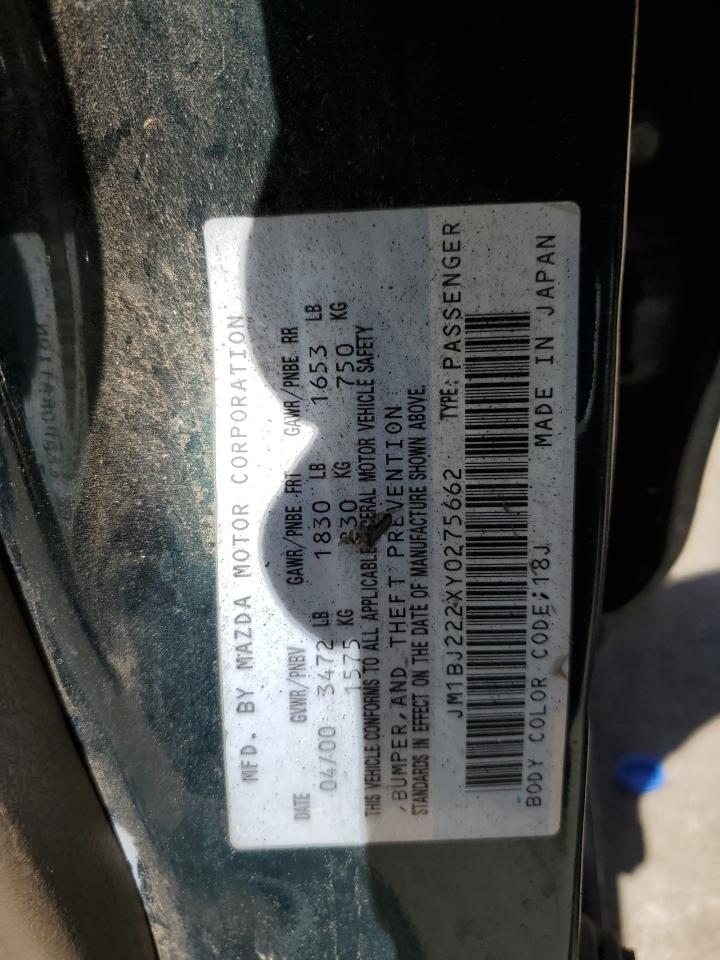 MFD. BY MAZDA MOTOR CORPORATION
DATE GVWR/PNBV GAWR/PNBE FRT GAWR/PNBE RR
04/00 3472 LB 1830 LB 1653 LB
1575 KG 830 KG 750 KG
THIS VEHICLE CONFORMS TO ALL APPLICABLE FEDERAL MOTOR VEHICLE SAFETY
,BUMPER,AND THEFT PREVENTION
STANDARDS IN EFFECT ON THE DATE OF MANUFACTURE SHOWN ABOVE.
JM1BJ222XY0275662 TYPE: PASSENGER
BODY COLOR CODE;18J MADE IN JAPAN